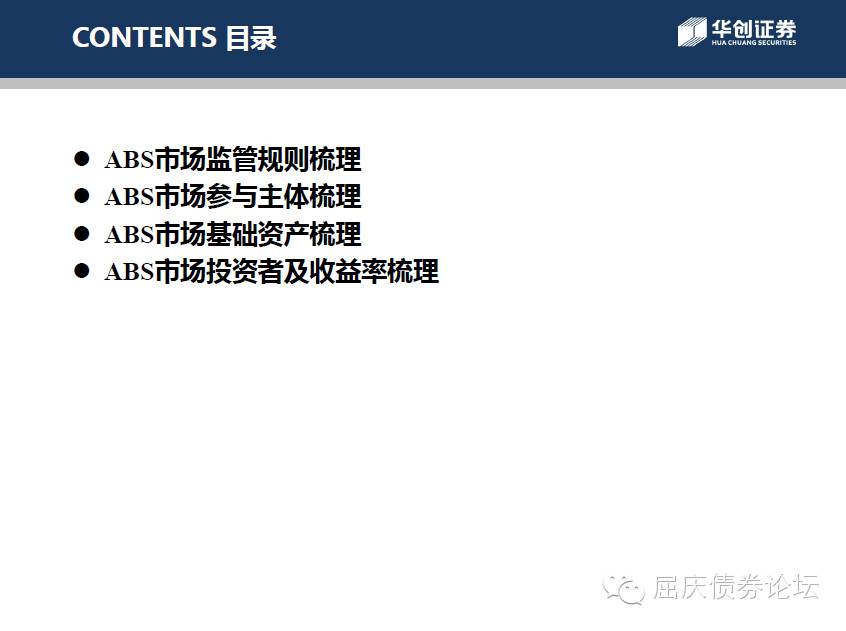 CONTENTS 目录
华创证券
HUA CHUANG SECURITIES
● ABS市场监管规则梳理
● ABS市场参与主体梳理
● ABS市场基础资产梳理
● ABS市场投资者及收益率梳理
屈庆债券论坛